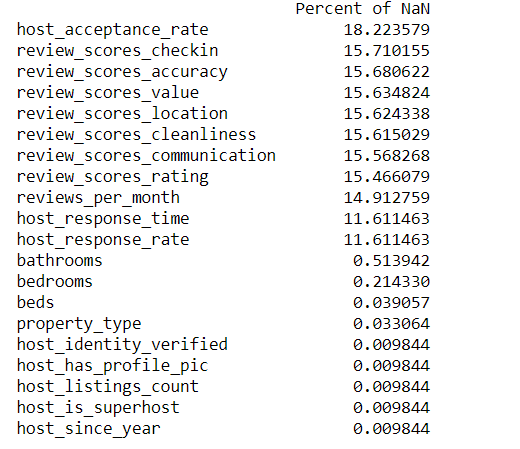 Percent of NaN
host_acceptance_rate 18.223579
review_scores_checkin 15.710155
review_scores_accuracy 15.680622
review_scores_value 15.634824
review_scores_location 15.624338
review_scores_cleanliness 15.615029
review_scores_communication 15.568268
review_scores_rating 15.466079
reviews_per_month 14.912759
host_response_time 11.611463
host_response_rate 11.611463
bathrooms 0.513942
bedrooms 0.214330
beds 0.039057
property_type 0.033064
host_identity_verified 0.009844
host_has_profile_pic 0.009844
host_listings_count 0.009844
host_is_superhost 0.009844
host_since_year 0.009844